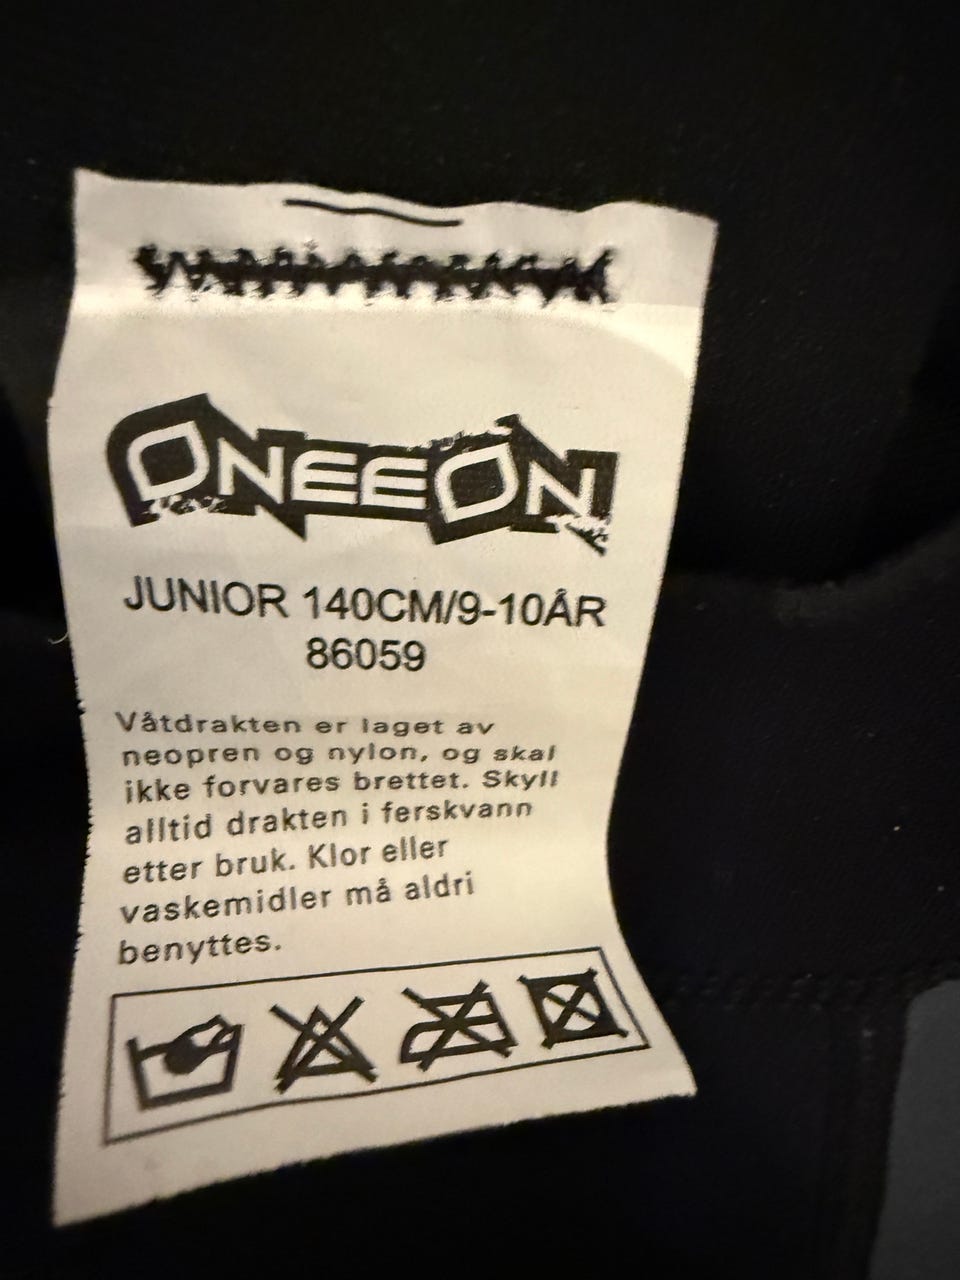 ONEEON
JUNIOR 140CM/9-10ÅR
86059
Våtdrakten er laget av
neopren og nylon, og skal
ikke forvares brettet. Skyll
alltid drakten i ferskvann
etter bruk. Klor eller
vaskemidler må aldri
benyttes.